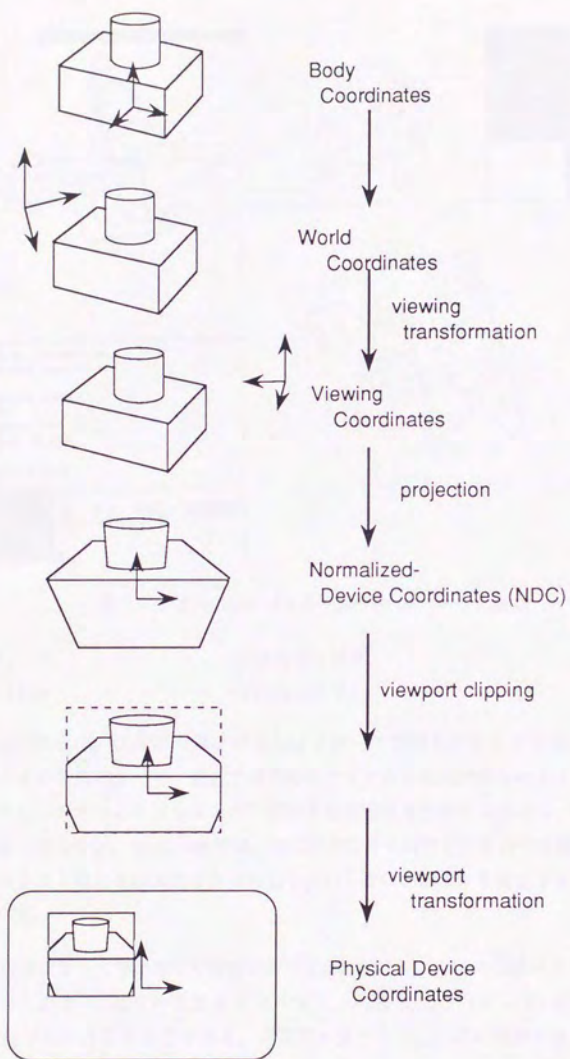 Body
Coordinates
World
Coordinates
viewing
transformation
Viewing
Coordinates
projection
Normalized-
Device Coordinates (NDC)
viewport clipping
viewport
transformation
Physical Device
Coordinates